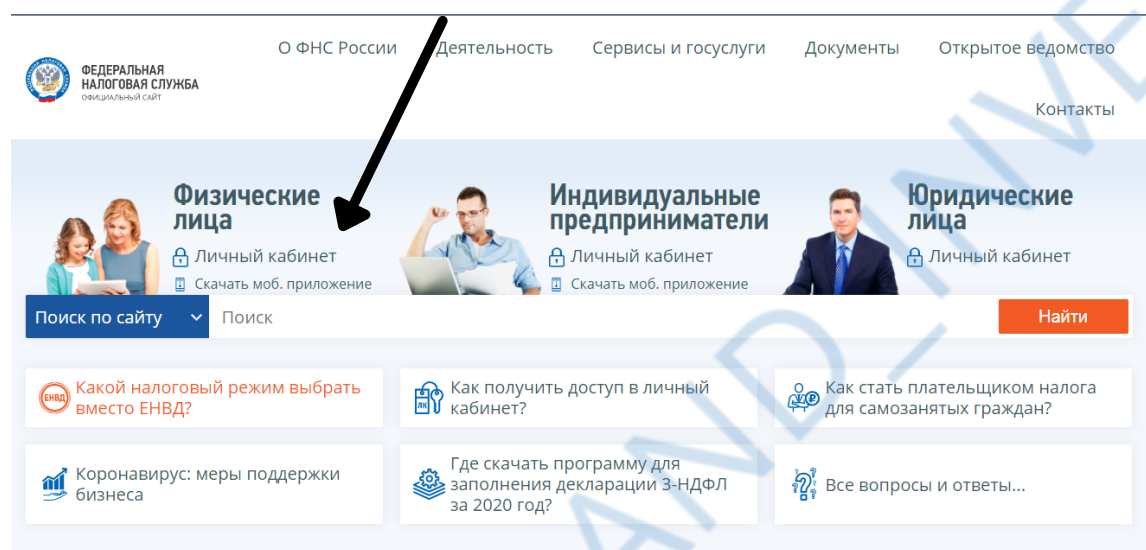 О ФНС России Деятельность Сервисы и госуслуги Документы Открытое ведомство
ФЕДЕРАЛЬНАЯ
НАЛОГОВАЯ СЛУЖБА
ОФИЦИАЛЬНЫЙ САЙТ
Контакты
Физические
лица
Личный кабинет
Скачать моб. приложение
Индивидуальные
предприниматели
Личный кабинет
Скачать моб. приложение
Юридические
лица
Личный кабинет
Поиск по сайту Поиск Найти
ЕНВД
Какой налоговый режим выбрать
вместо ЕНВД?
ЛК
Как получить доступ в личный
кабинет?
Как стать плательщиком налога
для самозанятых граждан?
Коронавирус: меры поддержки
бизнеса
Где скачать программу для
заполнения декларации 3-НДФЛ
за 2020 год?
Все вопросы и ответы...
AND_INVE